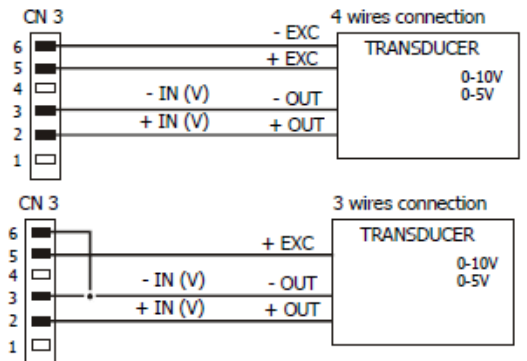 CN 3
4 wires connection
6
- EXC
TRANSDUCER
5
+ EXC
0-10V
4
- IN (V)
- OUT
0-5V
3
+ IN (V)
+ OUT
2
1
CN 3
3 wires connection
6
TRANSDUCER
5
+ EXC
0-10V
4
- IN (V)
- OUT
0-5V
3
+ IN (V)
+ OUT
2
1